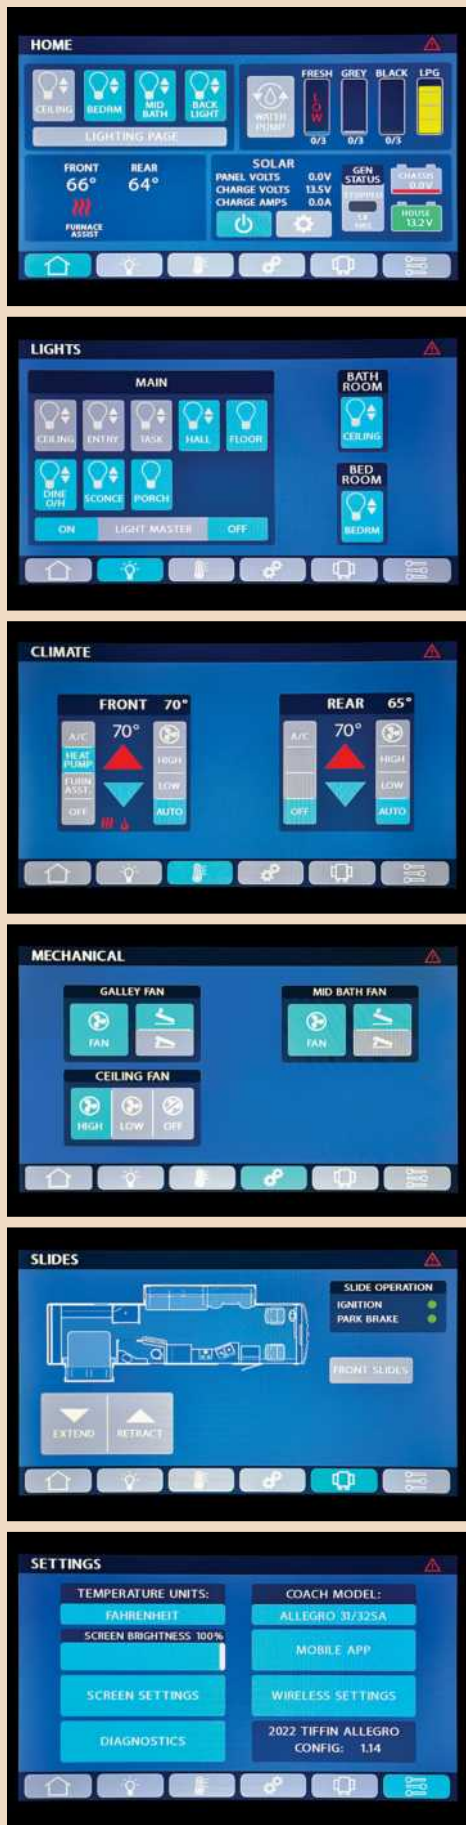 HOME
CEILING
BEDRM
MID
BATH
BACK
LIGHT
LIGHTING PAGE
WATER
PUMP
FRESH GREY BLACK LPG
LOW
0/3 0/3 0/3
FRONT REAR
66° 64°
FURNACE
ASSIST
SOLAR
PANEL VOLTS 0.0V
CHARGE VOLTS 13.5V
CHARGE AMPS 0.0A
GEN
STATUS
STOPPED
HRS
CHASSIS
0.0V
HOUSE
13.2V
LIGHTS
MAIN
CEILING ENTRY TASK HALL FLOOR
DINE
O/H
SCONCE PORCH
ON LIGHT MASTER OFF
BATH
ROOM
CEILING
BED
ROOM
BEDRM
CLIMATE
FRONT 70°
A/C
HEAT
PUMP
FURN
ASST.
OFF
70°
HIGH
LOW
AUTO
REAR 65°
A/C
OFF
70°
HIGH
LOW
AUTO
MECHANICAL
GALLEY FAN
FAN
MID BATH FAN
FAN
CEILING FAN
HIGH LOW OFF
SLIDES
SLIDE OPERATION
IGNITION
PARK BRAKE
FRONT SLIDES
EXTEND RETRACT
SETTINGS
TEMPERATURE UNITS:
FAHRENHEIT
SCREEN BRIGHTNESS 100%
SCREEN SETTINGS
DIAGNOSTICS
COACH MODEL:
ALLEGRO 31/32SA
MOBILE APP
WIRELESS SETTINGS
2022 TIFFIN ALLEGRO
CONFIG: 1.14